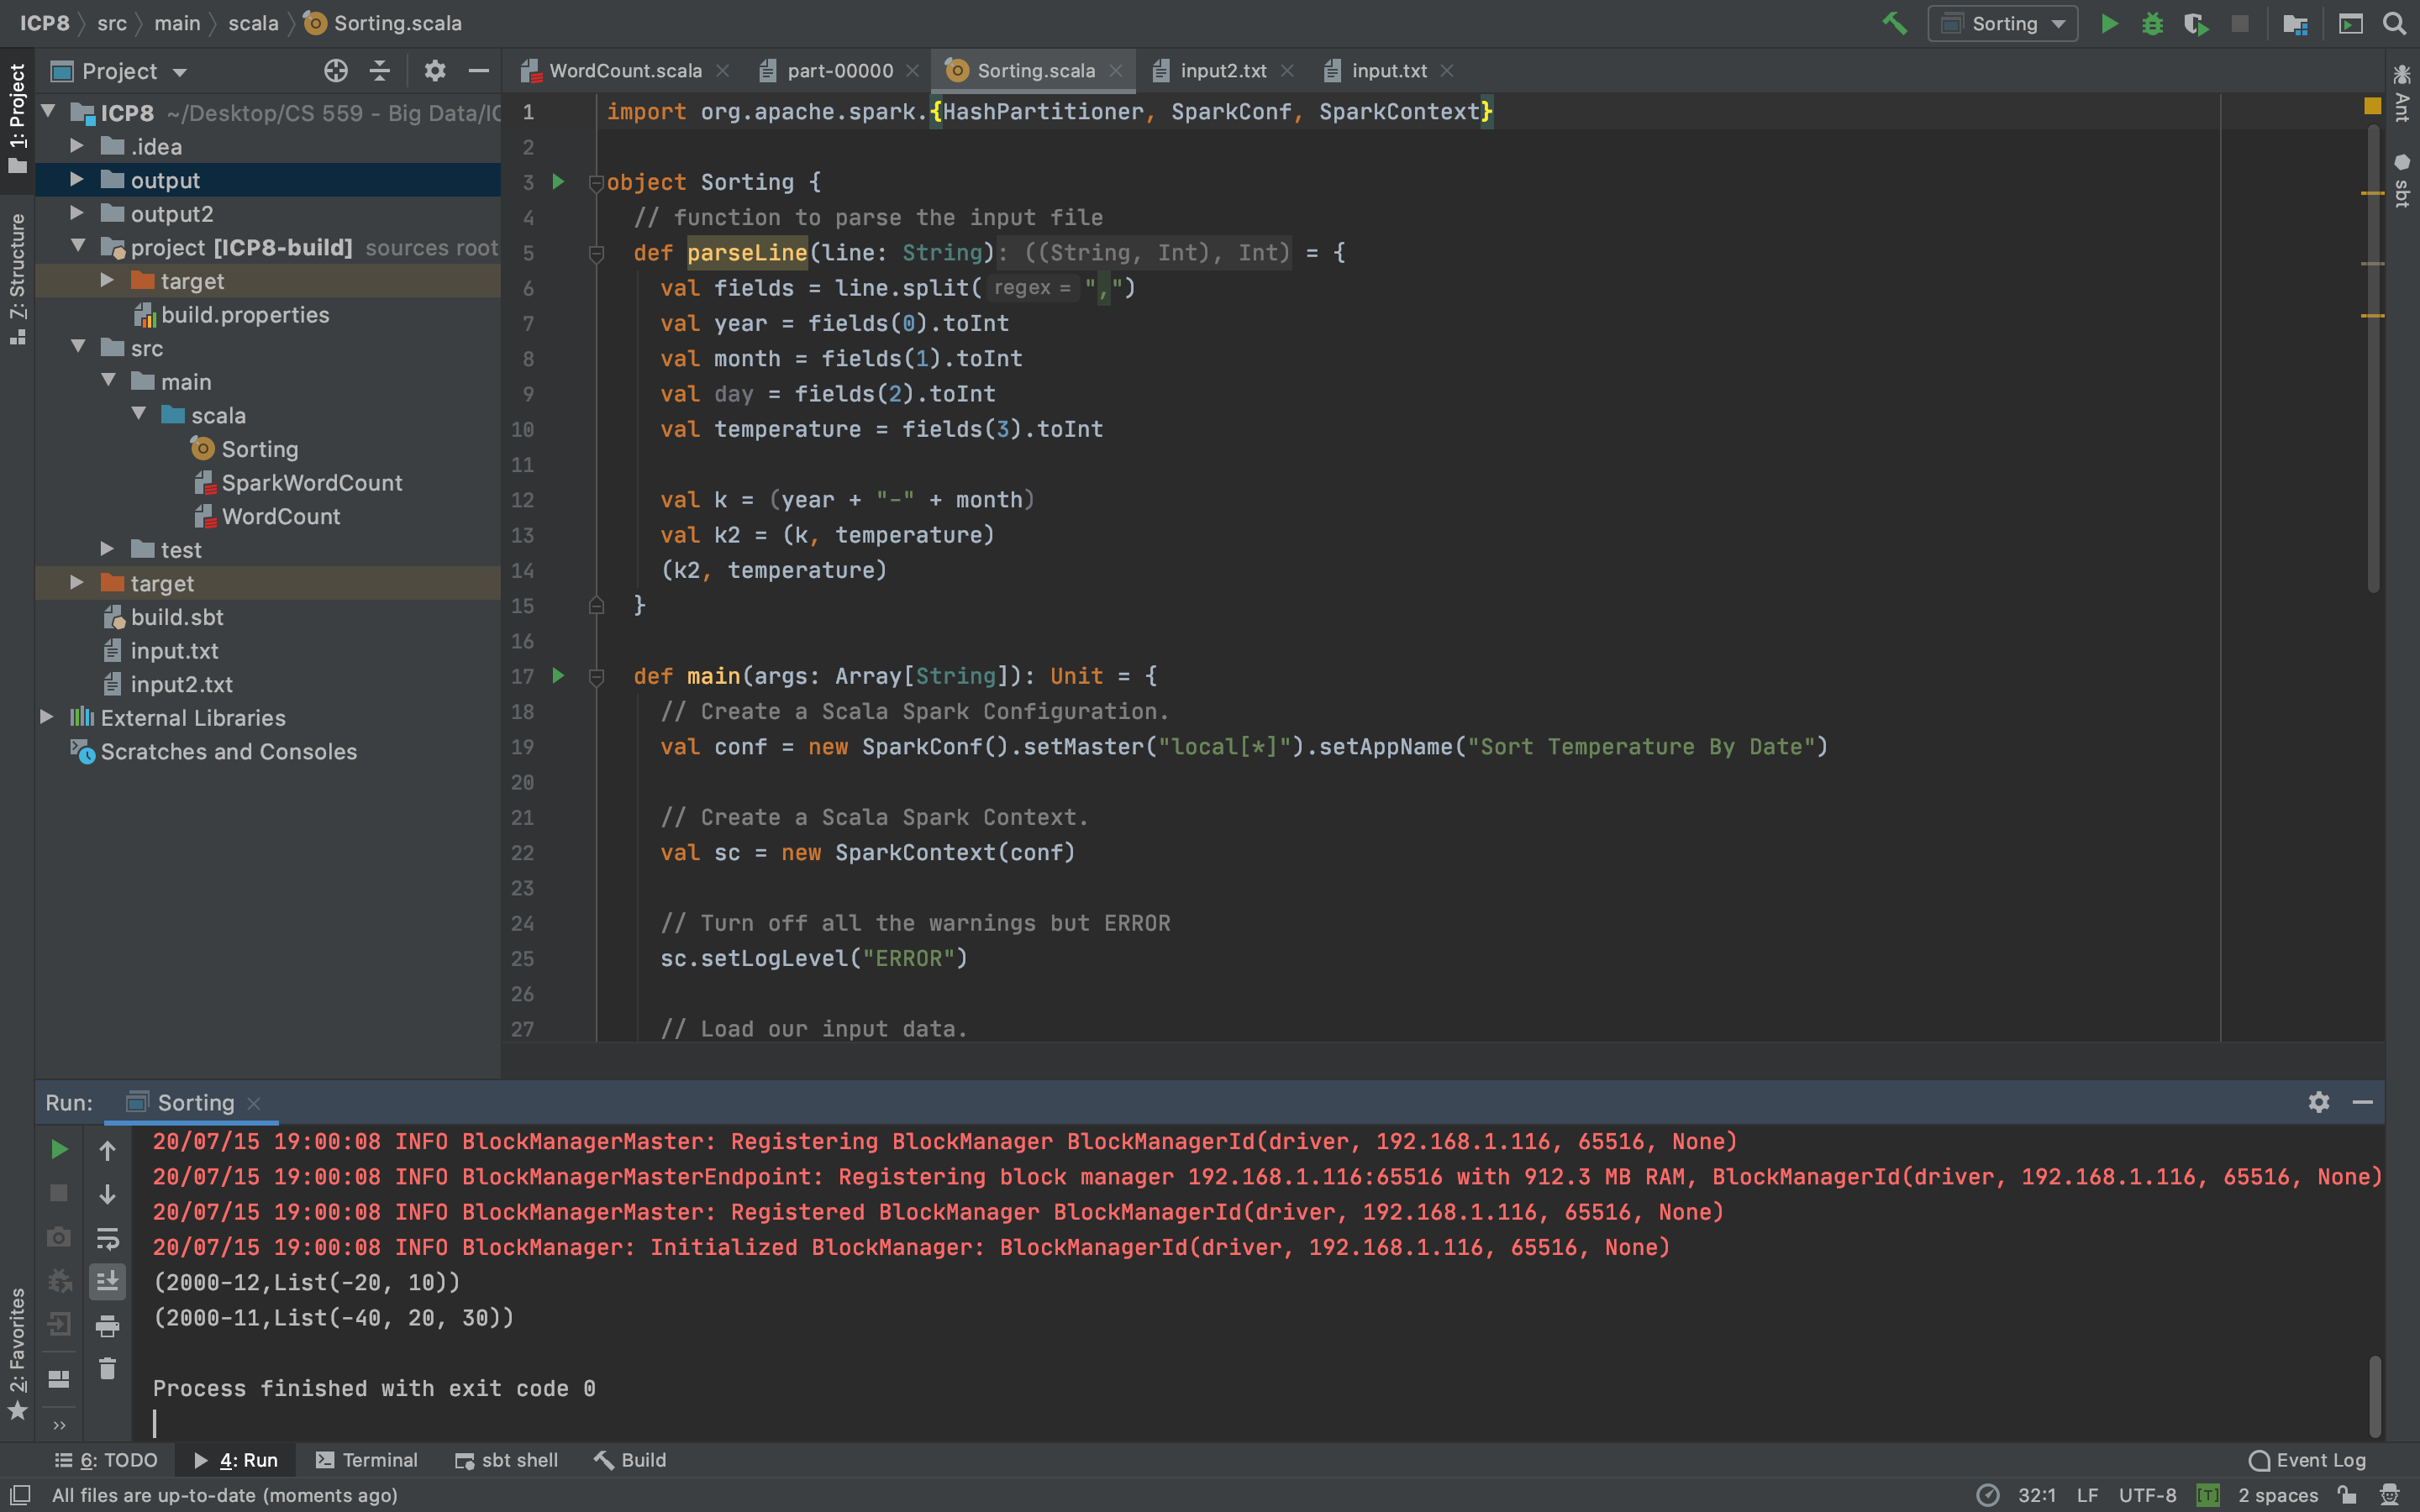 ICP8 src main scala Sorting.scala
Sorting
Project
WordCount.scala part-00000 Sorting.scala input2.txt input.txt
1: Project
Z: Structure
2: Favorites
ICP8 ~/Desktop/CS 559 - Big Data/IC
.idea
output
output2
project [ICP8-build] sources root
target
build.properties
src
main
scala
Sorting
SparkWordCount
WordCount
test
target
build.sbt
input.txt
input2.txt
External Libraries
Scratches and Consoles
1 import org.apache.spark.{HashPartitioner, SparkConf, SparkContext}
2
3 object Sorting {
4 // function to parse the input file
5 def parseLine(line: String): ((String, Int), Int) = {
6 val fields = line.split( regex = ",")
7 val year = fields(0).toInt
8 val month = fields(1).toInt
9 val day = fields(2).toInt
10 val temperature = fields(3).toInt
11
12 val k = (year + "-" + month)
13 val k2 = (k, temperature)
14 (k2, temperature)
15 }
16
17 def main(args: Array[String]): Unit = {
18 // Create a Scala Spark Configuration.
19 val conf = new SparkConf().setMaster("local[*]").setAppName("Sort Temperature By Date")
20
21 // Create a Scala Spark Context.
22 val sc = new SparkContext(conf)
23
24 // Turn off all the warnings but ERROR
25 sc.setLogLevel("ERROR")
26
27 // Load our input data.
Ant
sbt
Run: Sorting
20/07/15 19:00:08 INFO BlockManagerMaster: Registering BlockManager BlockManagerId(driver, 192.168.1.116, 65516, None)
20/07/15 19:00:08 INFO BlockManagerMasterEndpoint: Registering block manager 192.168.1.116:65516 with 912.3 MB RAM, BlockManagerId(driver, 192.168.1.116, 65516, None)
20/07/15 19:00:08 INFO BlockManagerMaster: Registered BlockManager BlockManagerId(driver, 192.168.1.116, 65516, None)
20/07/15 19:00:08 INFO BlockManager: Initialized BlockManager: BlockManagerId(driver, 192.168.1.116, 65516, None)
(2000-12,List(-20, 10))
(2000-11,List(-40, 20, 30))
Process finished with exit code 0
6: TODO 4: Run Terminal sbt shell Build Event Log
All files are up-to-date (moments ago) 32:1 LF UTF-8 [T] 2 spaces